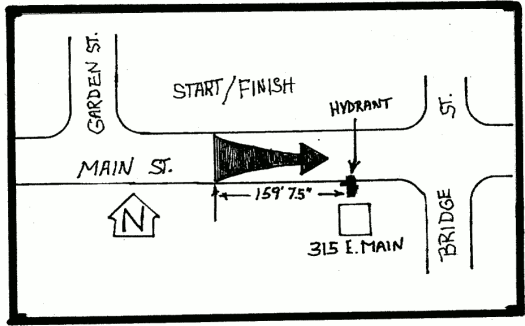 GARDEN ST.
START/FINISH
HYDRANT
ST.
MAIN ST.
159' 7.5"
N
315 E. MAIN
BRIDGE